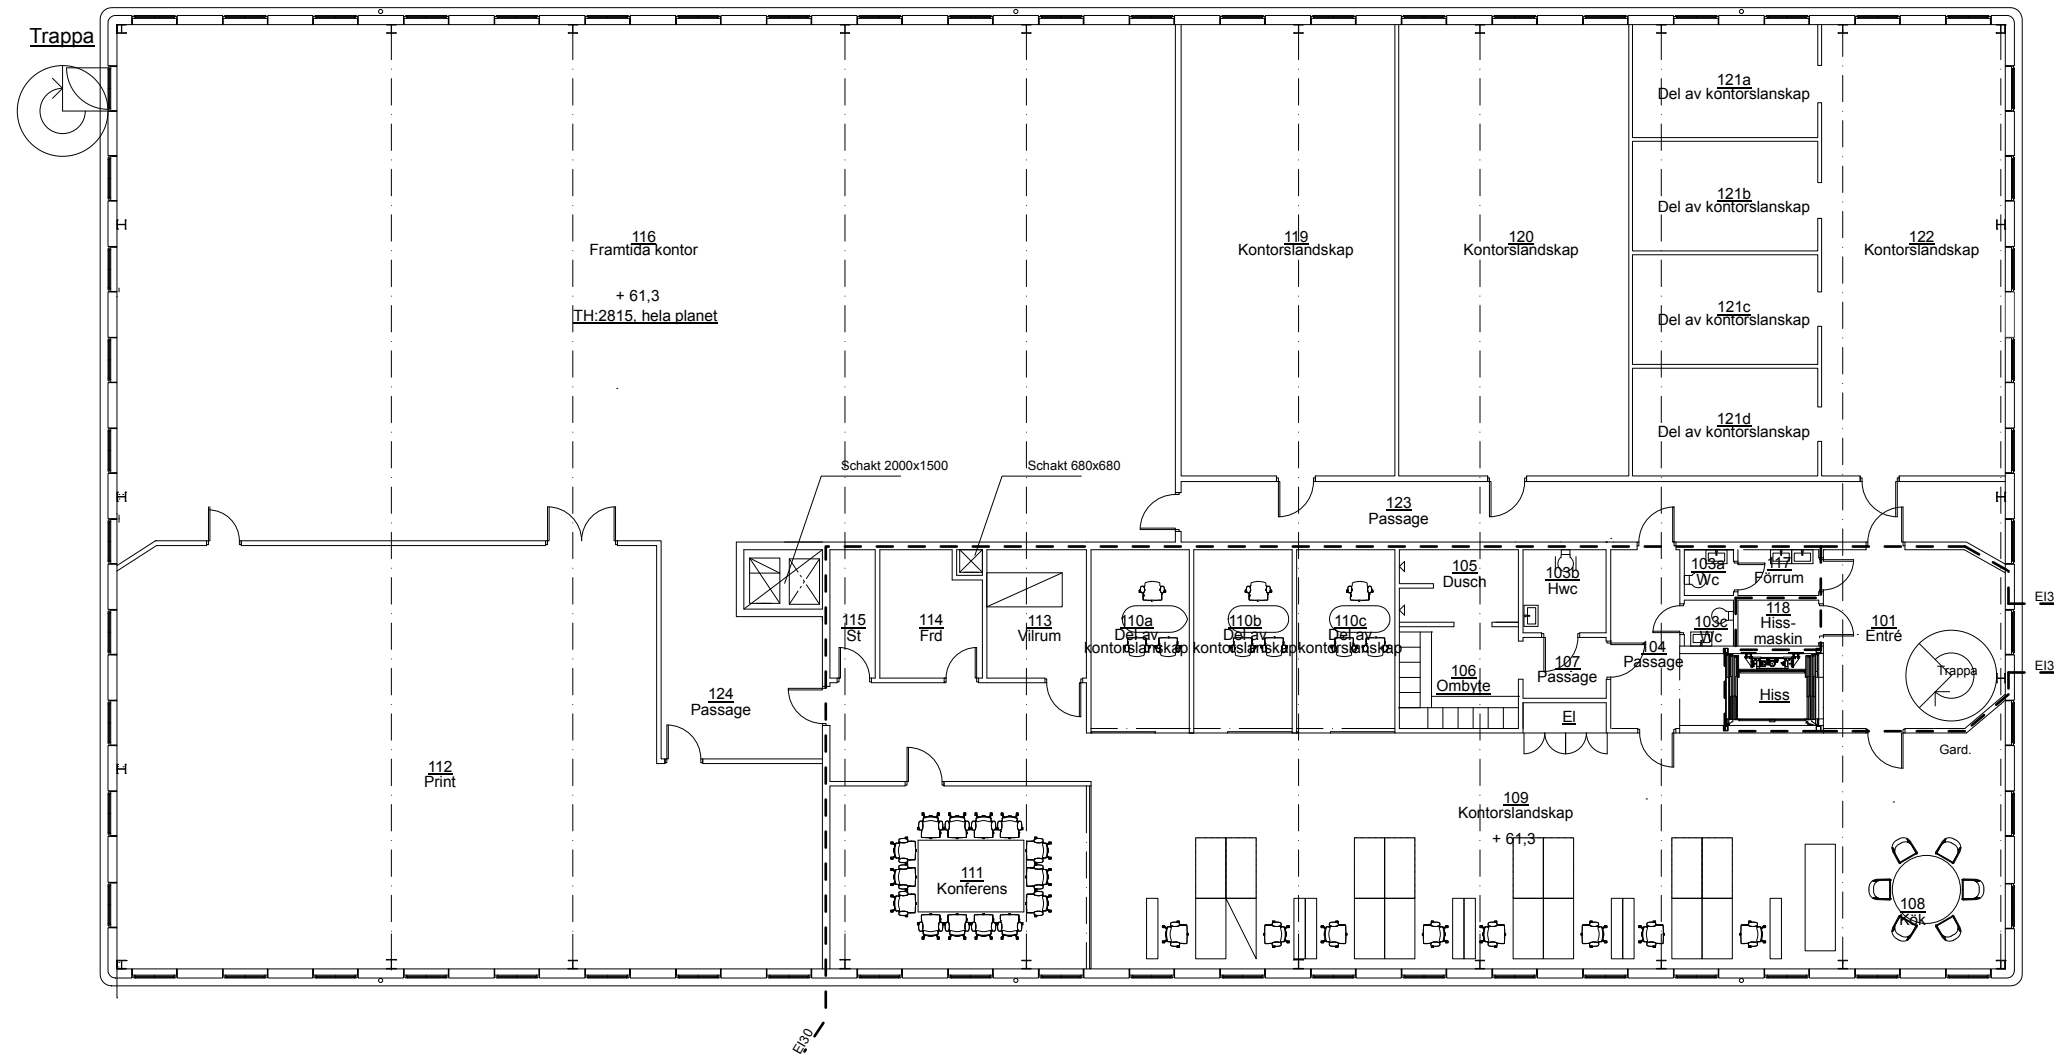 Trappa
121a
Del av kontorslanskap
121b
Del av kontorslanskap
116
Framtida kontor
119
Kontorslandskap
120
Kontorslandskap
122
Kontorslandskap
+ 61,3
TH:2815, hela planet
121c
Del av kontorslanskap
121d
Del av kontorslanskap
Schakt 2000x1500
Schakt 680x680
123
Passage
105
Dusch
103b
Hwc
103a
Wc
117
Förrum
EI3
115
St
114
Frd
113
Vilrum
110a
Del av
kontorslanskap
110b
Del av
kontorslanskap
110c
Del av
kontorslanskap
118
Hiss-
maskin
103c
Wc
101
Entré
104
Passage
107
Passage
106
Ombyte
Trappa
EI3
124
Passage
Hiss
El
Gard.
112
Print
109
Kontorslandskap
+ 61,3
111
Konferens
108
Kök
EI30